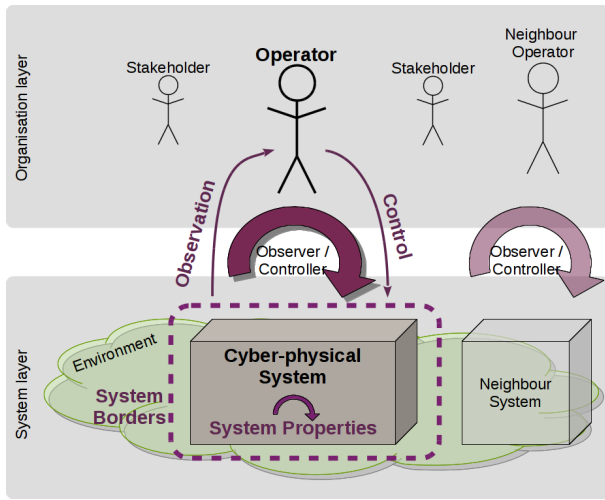 Organisation layer
Stakeholder
Operator
Stakeholder
Neighbour
Operator
Observation
Control
Observer /
Controller
Observer /
Controller
System layer
Environment
System
Borders
Cyber-physical
System
System Properties
Neighbour
System